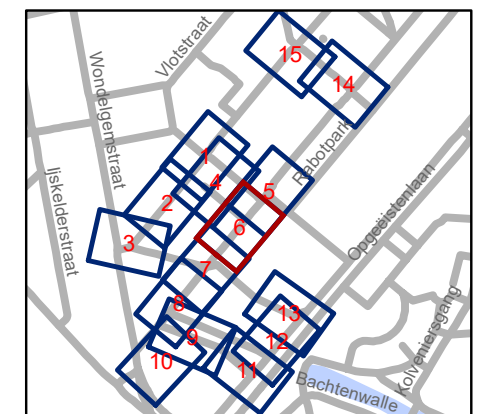 Vlotstraat
Wondelgemstraat
Ijskelderstraat
Rabotpark
Opgeëistenlaan
Kolveniersgang
Bachtenwalle
15
14
1
4
5
2
6
3
7
8
13
9
12
10
11